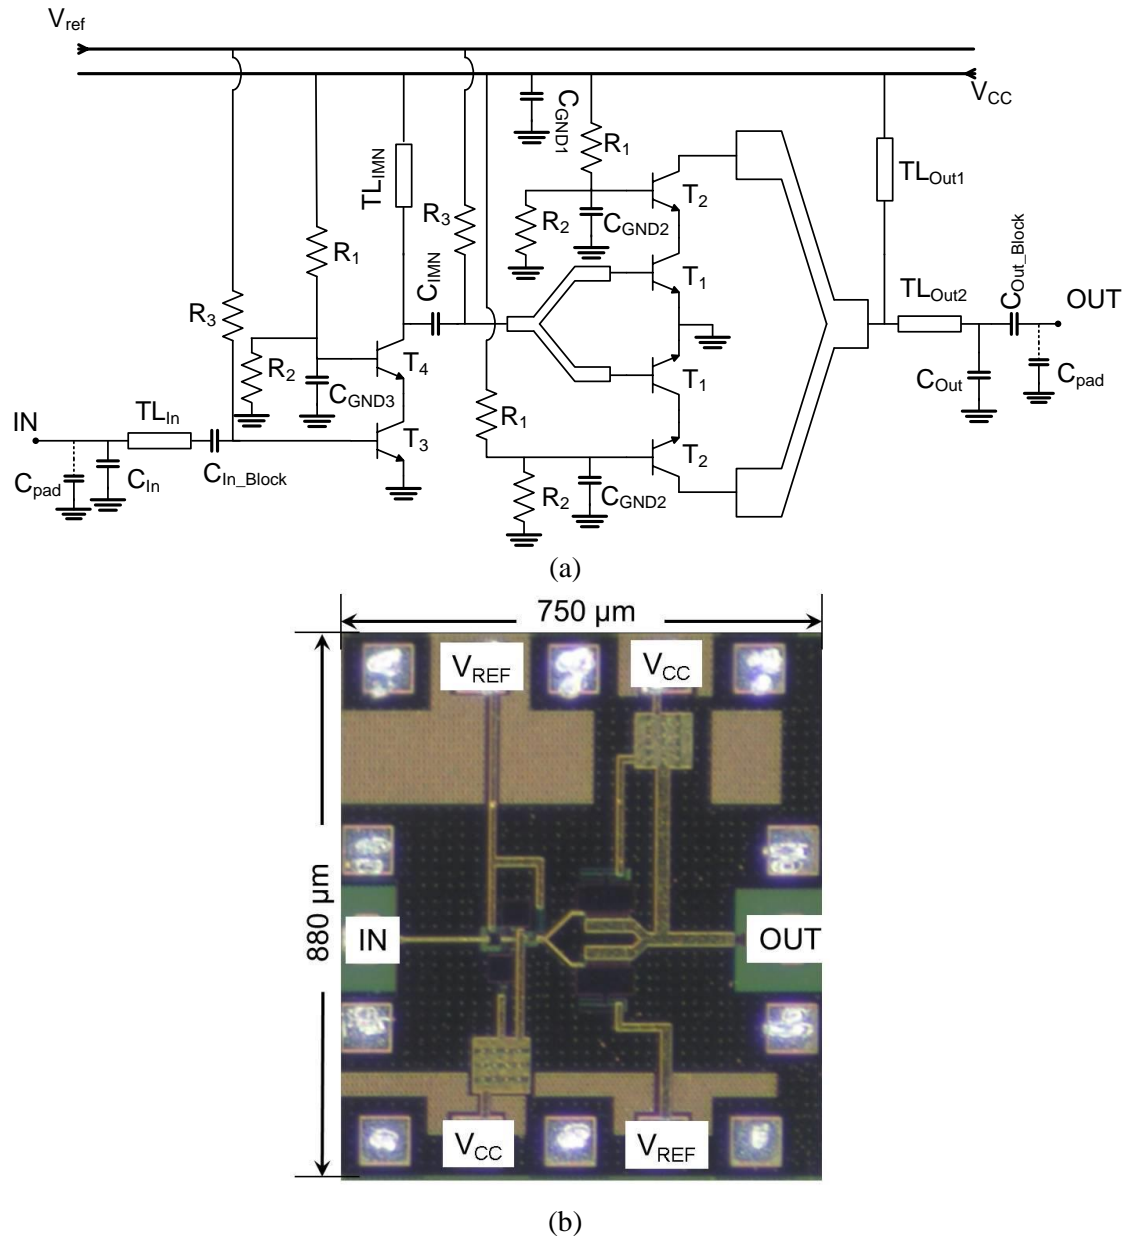 V_ref
V_CC
C_GND1
R_1
TL_IMN
TL_Out1
R_3
T_2
R_2
C_GND2
R_1
C_IMN
T_1
C_Out_Block
TL_Out2
OUT
R_3
R_2
T_4
C_GND3
T_1
C_Out
C_pad
IN
TL_In
R_1
T_3
T_2
C_pad
C_In
C_In_Block
R_2
C_GND2
(a)
750 µm
880 µm
V_REF
V_CC
IN
OUT
V_CC
V_REF
(b)